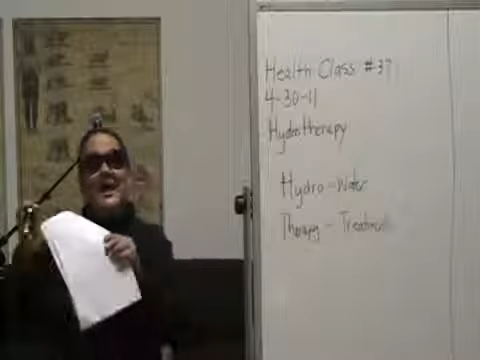 Health Class #37
4-30-11
Hydrotherapy
Hydro - Water
Therapy - Treatment